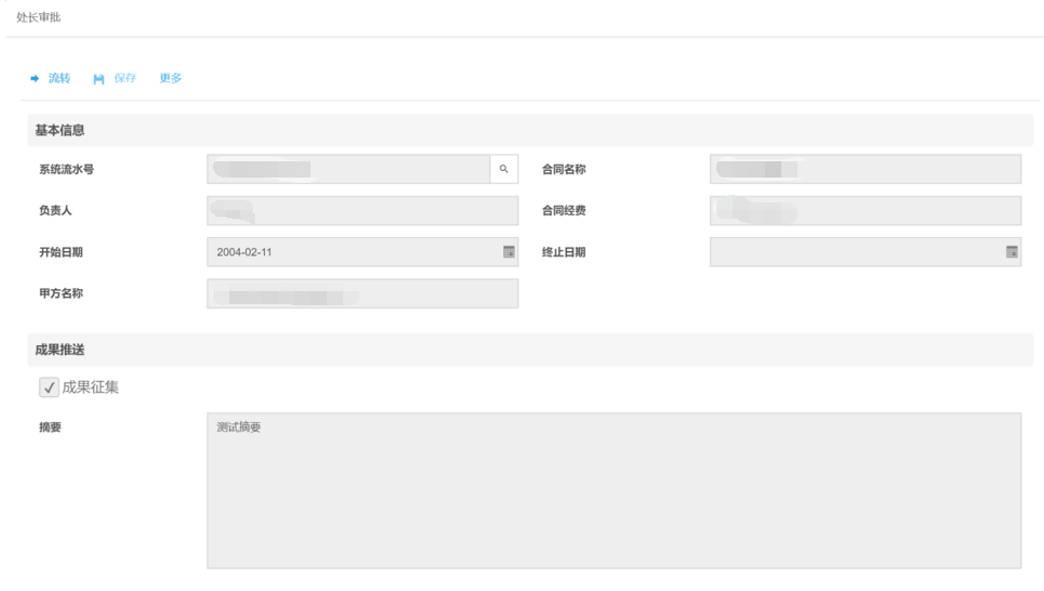 处长审批
流转 保存 更多
基本信息
系统流水号 合同名称
负责人 合同经费
开始日期 2004-02-11 终止日期
甲方名称
成果推送
成果征集
摘要 测试摘要